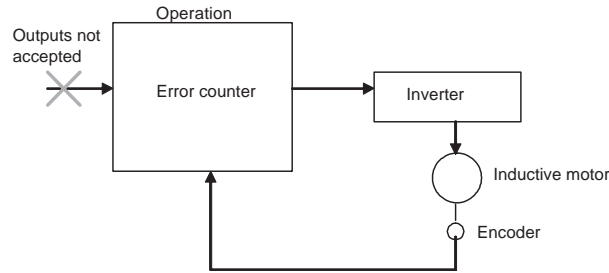 Operation
Outputs not
accepted
Error counter
Inverter
Inductive motor
Encoder